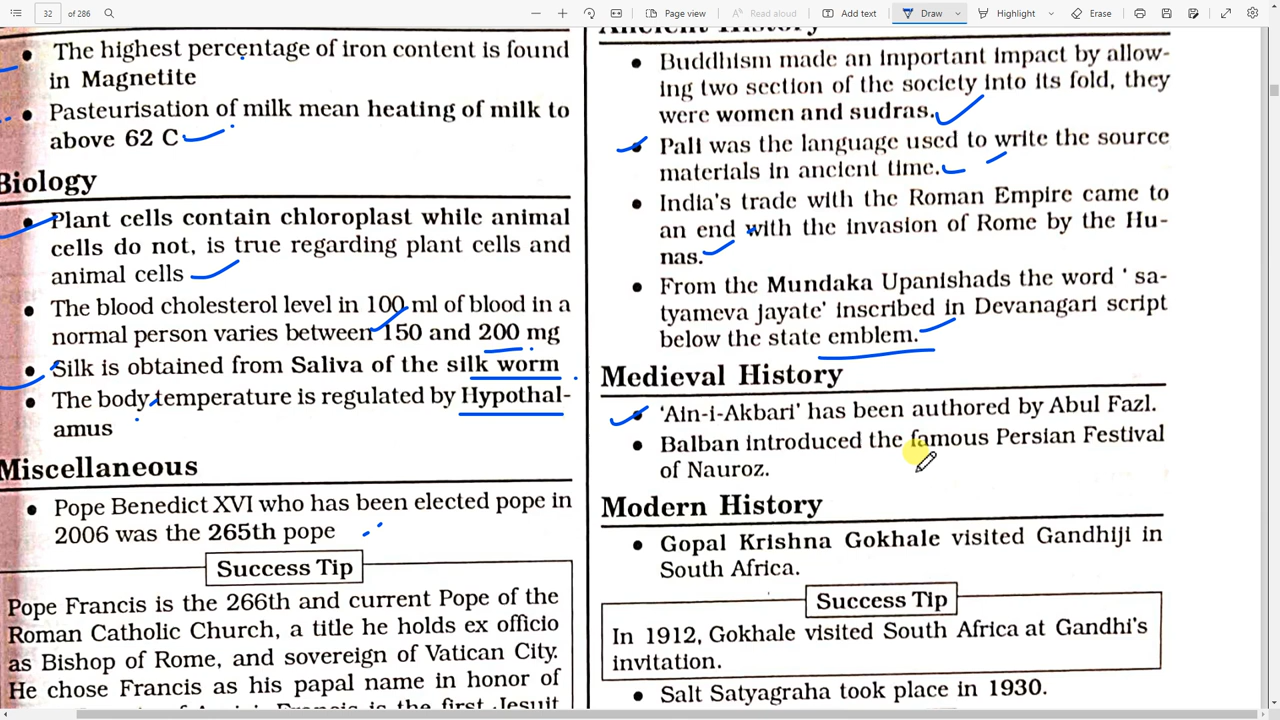 32 of 286
Page view
Read aloud
Add text
Draw
Highlight
Erase
The highest percentage of iron content is found
in Magnetite
Pasteurisation of milk mean heating of milk to
above 62 C
Biology
Plant cells contain chloroplast while animal
cells do not, is true regarding plant cells and
animal cells
The blood cholesterol level in 100 ml of blood in a
normal person varies between 150 and 200 mg
Silk is obtained from Saliva of the silk worm
The body temperature is regulated by Hypothal-
amus
Miscellaneous
Pope Benedict XVI who has been elected pope in
2006 was the 265th pope
Success Tip
Pope Francis is the 266th and current Pope of the
Roman Catholic Church, a title he holds ex officio
as Bishop of Rome, and sovereign of Vatican City.
He chose Francis as his papal name in honor of
is the first Jesuit
Ancient History
Buddhism made an important impact by allow-
ing two section of the society into its fold, they
were women and sudras.
Pali was the language used to write the source
materials in ancient time.
India's trade with the Roman Empire came to
an end with the invasion of Rome by the Hu-
nas.
From the Mundaka Upanishads the word ' sa-
tyameva jayate' inscribed in Devanagari script
below the state emblem.
Medieval History
'Ain-i-Akbari' has been authored by Abul Fazl.
Balban introduced the famous Persian Festival
of Nauroz.
Modern History
Gopal Krishna Gokhale visited Gandhiji in
South Africa.
Success Tip
In 1912, Gokhale visited South Africa at Gandhi's
invitation.
Salt Satyagraha took place in 1930.